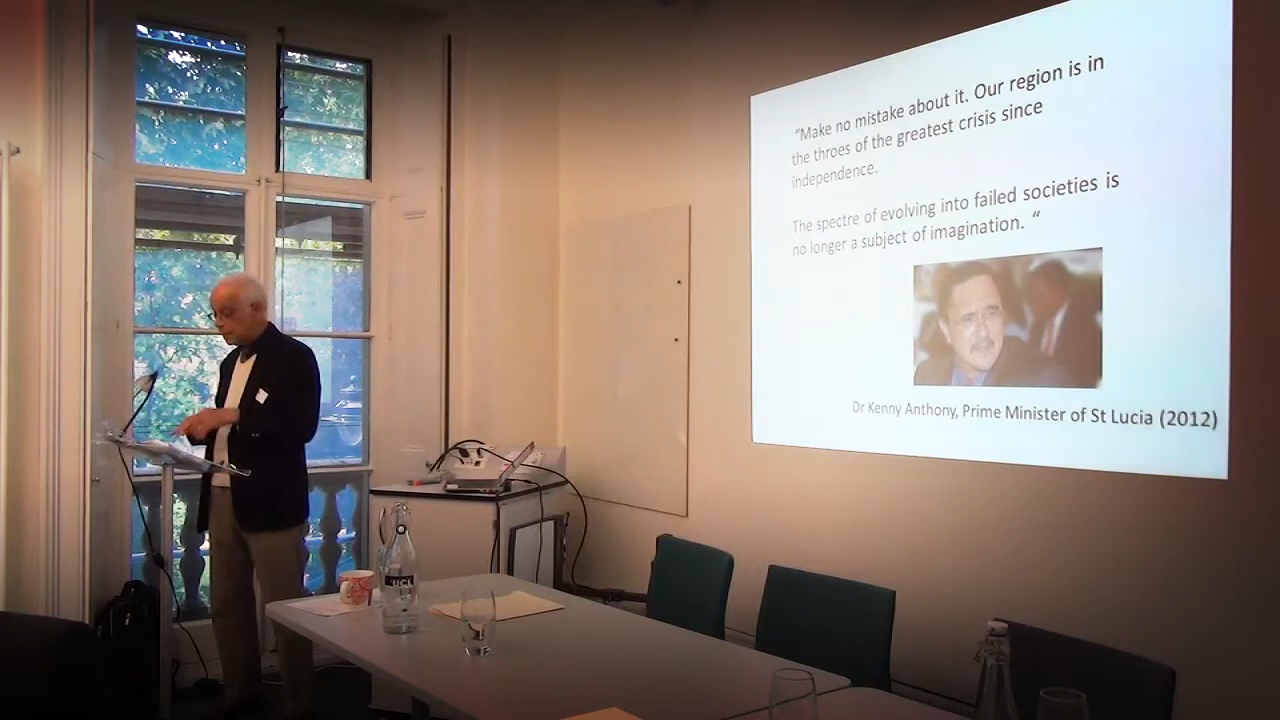 "Make no mistake about it. Our region is in
the throes of the greatest crisis since
independence.
The spectre of evolving into failed societies is
no longer a subject of imagination. "
Dr Kenny Anthony, Prime Minister of St Lucia (2012)
UCL